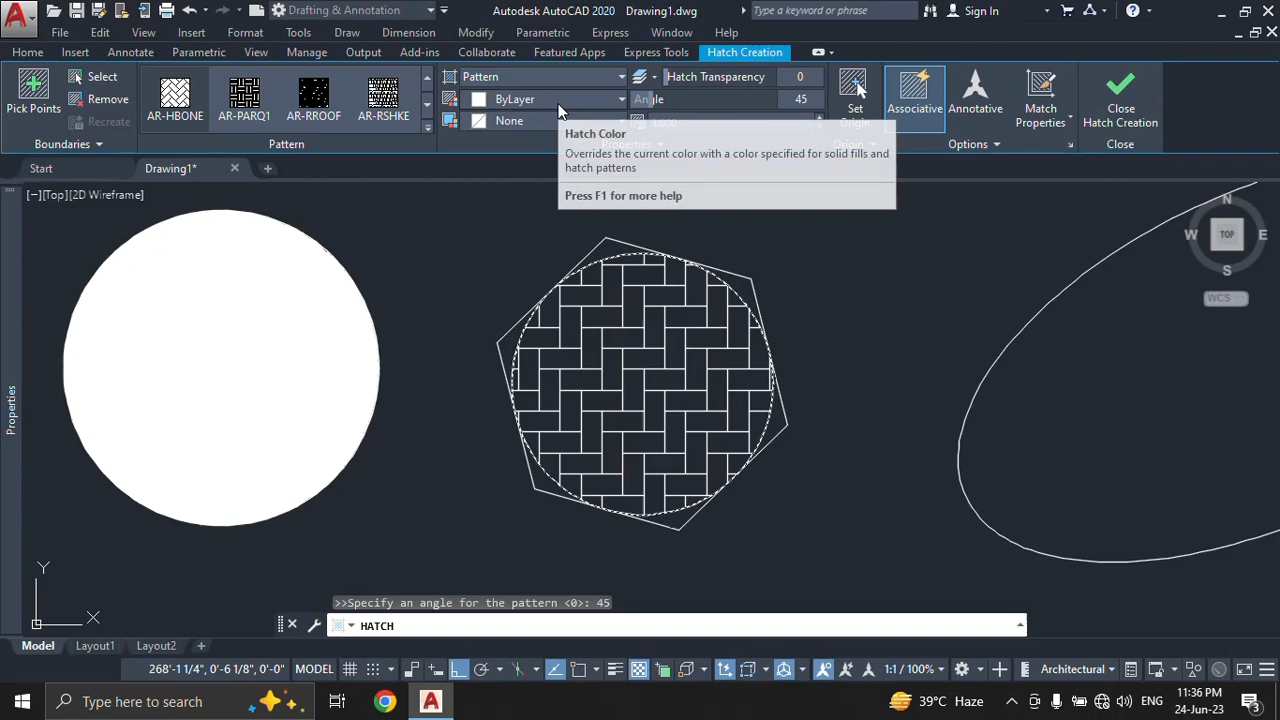 Drafting & Annotation
Autodesk AutoCAD 2020 Drawing1.dwg
Type a keyword or phrase
Sign In
File Edit View Insert Format Tools Draw Dimension Modify Parametric Express Window Help
Home Insert Annotate Parametric View Manage Output Add-ins Collaborate Featured Apps Express Tools Hatch Creation
Pick Points
Select
Remove
Recreate
Boundaries
AR-HBONE AR-PARQ1 AR-RROOF AR-RSHKE
Pattern
Pattern
ByLayer
None
Hatch Transparency 0
Angle 45
Set
Origin
Associative
Annotative
Match
Properties
Options
Close
Hatch Creation
Close
Hatch Color
Overrides the current color with a color specified for solid fills and
hatch patterns
Press F1 for more help
Start Drawing1*
[−][Top][2D Wireframe]
N
W TOP E
S
WCS
Properties
Y
X
>>Specify an angle for the pattern <0>: 45
HATCH
Model Layout1 Layout2
268'-11/4", 0'-6 1/8", 0'-0" MODEL
1:1 / 100%
Architectural
Type here to search
39°C Haze
ENG
11:36 PM
24-Jun-23
3